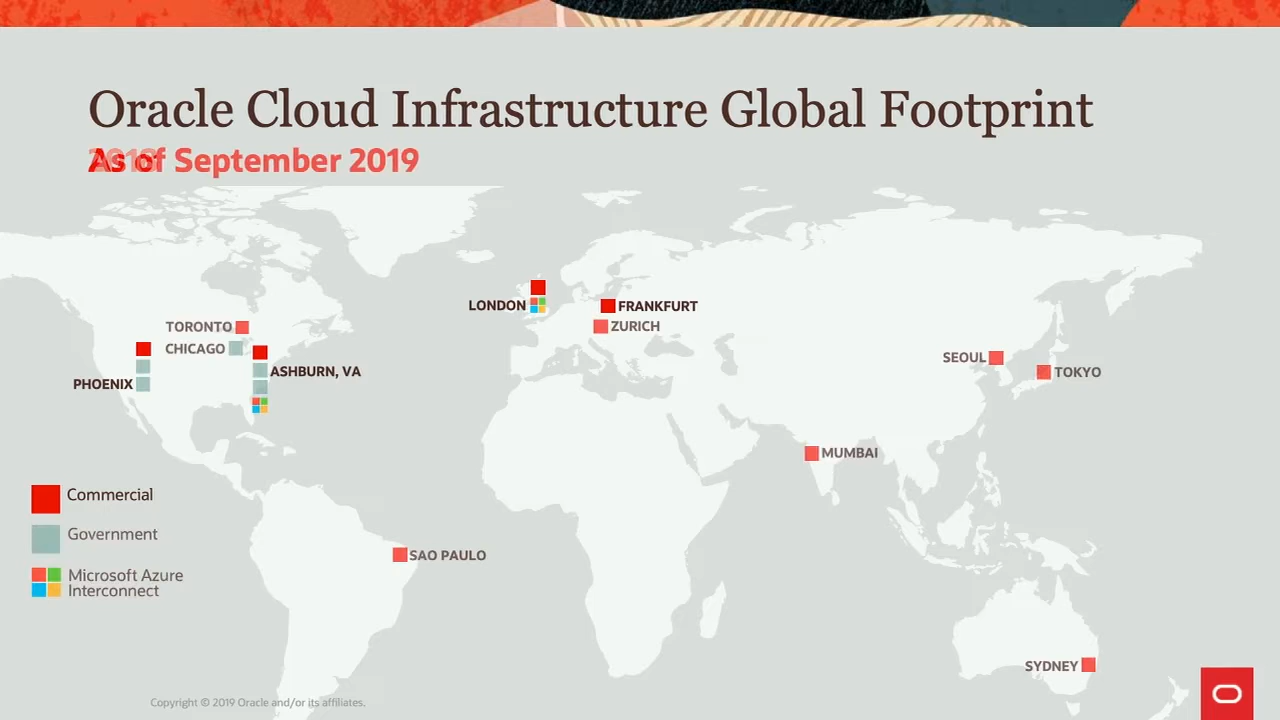 Oracle Cloud Infrastructure Global Footprint
As of September 2019
LONDON
FRANKFURT
ZURICH
TORONTO
CHICAGO
PHOENIX
ASHBURN, VA
SEOUL
TOKYO
MUMBAI
SAO PAULO
SYDNEY
Commercial
Government
Microsoft Azure
Interconnect
Copyright © 2019 Oracle and/or its affiliates.